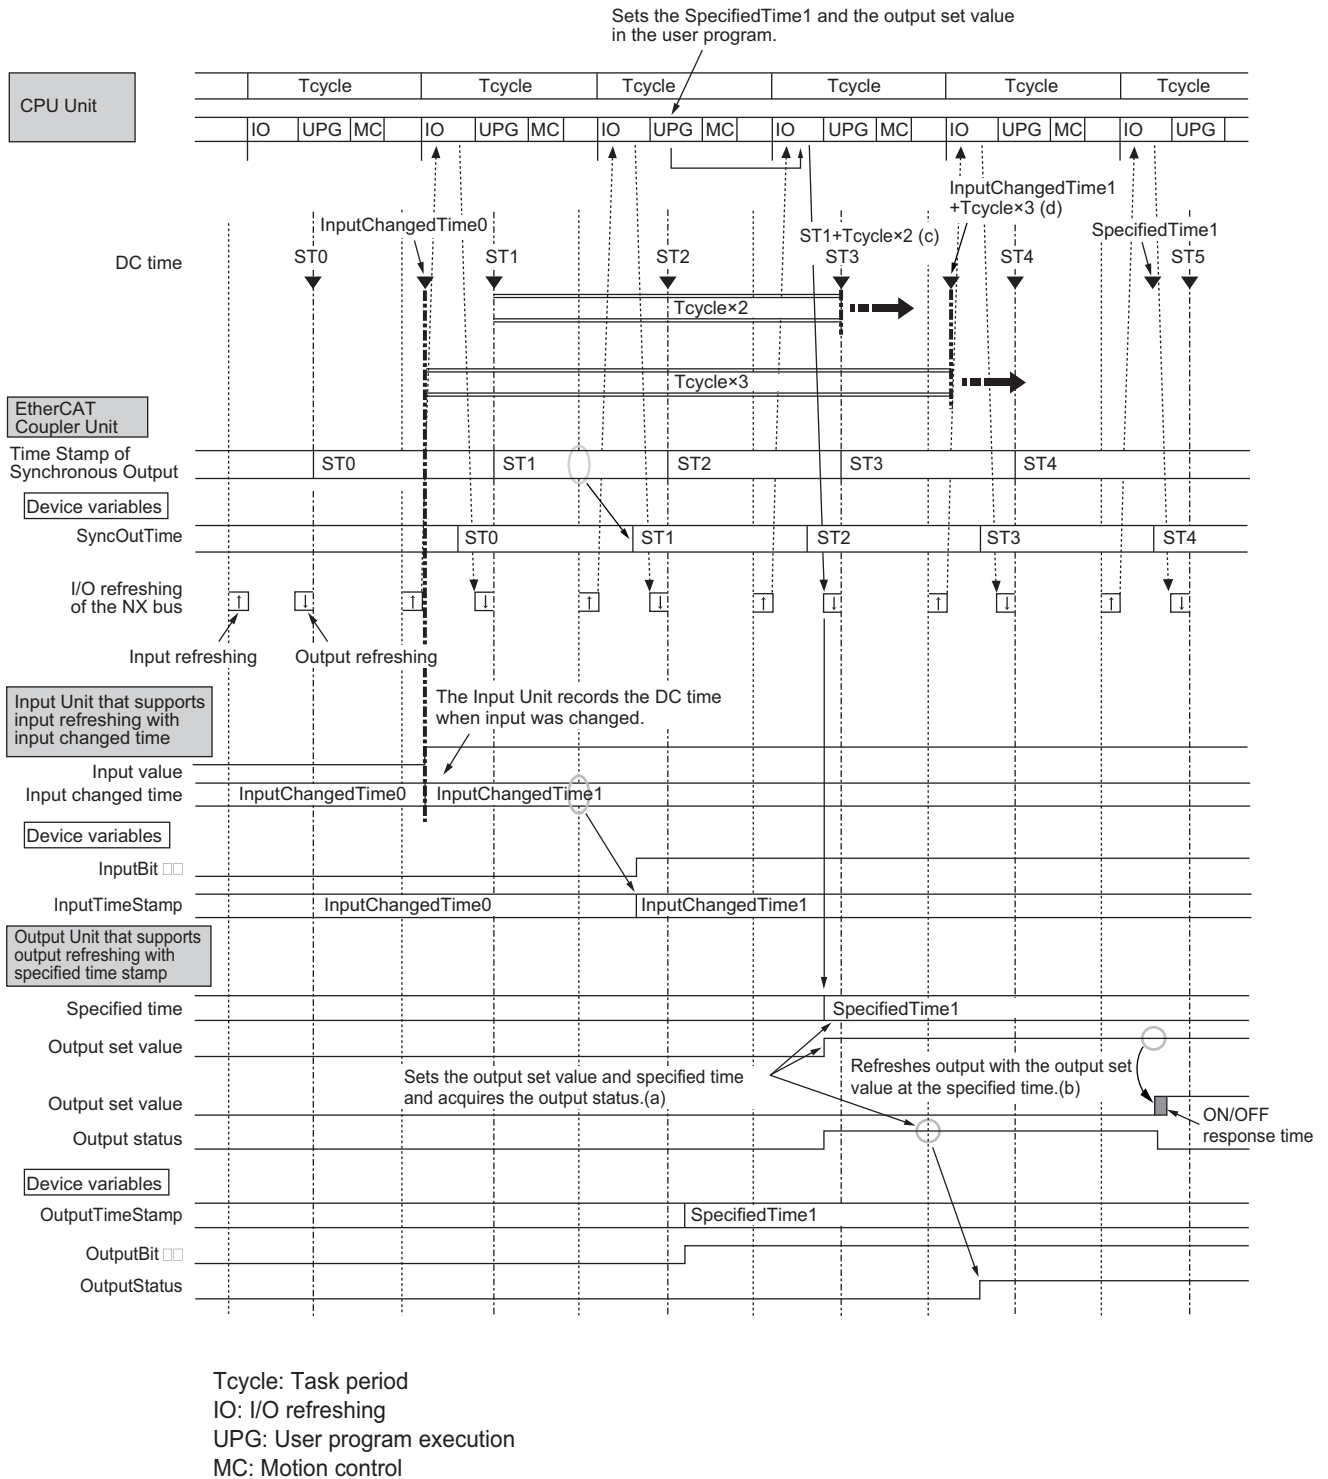 Sets the SpecifiedTime1 and the output set value
in the user program.
CPU Unit
Tcycle Tcycle Tcycle Tcycle Tcycle Tcycle
IO UPG MC IO UPG MC IO UPG MC IO UPG MC IO UPG MC IO UPG
InputChangedTime1
+Tcycle×3 (d)
InputChangedTime0
ST1+Tcycle×2 (c)
SpecifiedTime1
DC time
ST0 ST1 ST2 ST3 ST4 ST5
Tcycle×2
Tcycle×3
EtherCAT
Coupler Unit
Time Stamp of
Synchronous Output
ST0 ST1 ST2 ST3 ST4
Device variables
SyncOutTime
ST0 ST1 ST2 ST3 ST4
I/O refreshing
of the NX bus
↑ ↓ ↑ ↓ ↑ ↓ ↑ ↓ ↑ ↓ ↑ ↓
Input refreshing
Output refreshing
Input Unit that supports
input refreshing with
input changed time
The Input Unit records the DC time
when input was changed.
Input value
Input changed time
InputChangedTime0 InputChangedTime1
Device variables
InputBit □□
InputTimeStamp
InputChangedTime0 InputChangedTime1
Output Unit that supports
output refreshing with
specified time stamp
Specified time
SpecifiedTime1
Output set value
Sets the output set value and specified time
and acquires the output status.(a)
Refreshes output with the output set
value at the specified time.(b)
Output set value
ON/OFF
response time
Output status
Device variables
OutputTimeStamp
SpecifiedTime1
OutputBit □□
OutputStatus
Tcycle: Task period
IO: I/O refreshing
UPG: User program execution
MC: Motion control